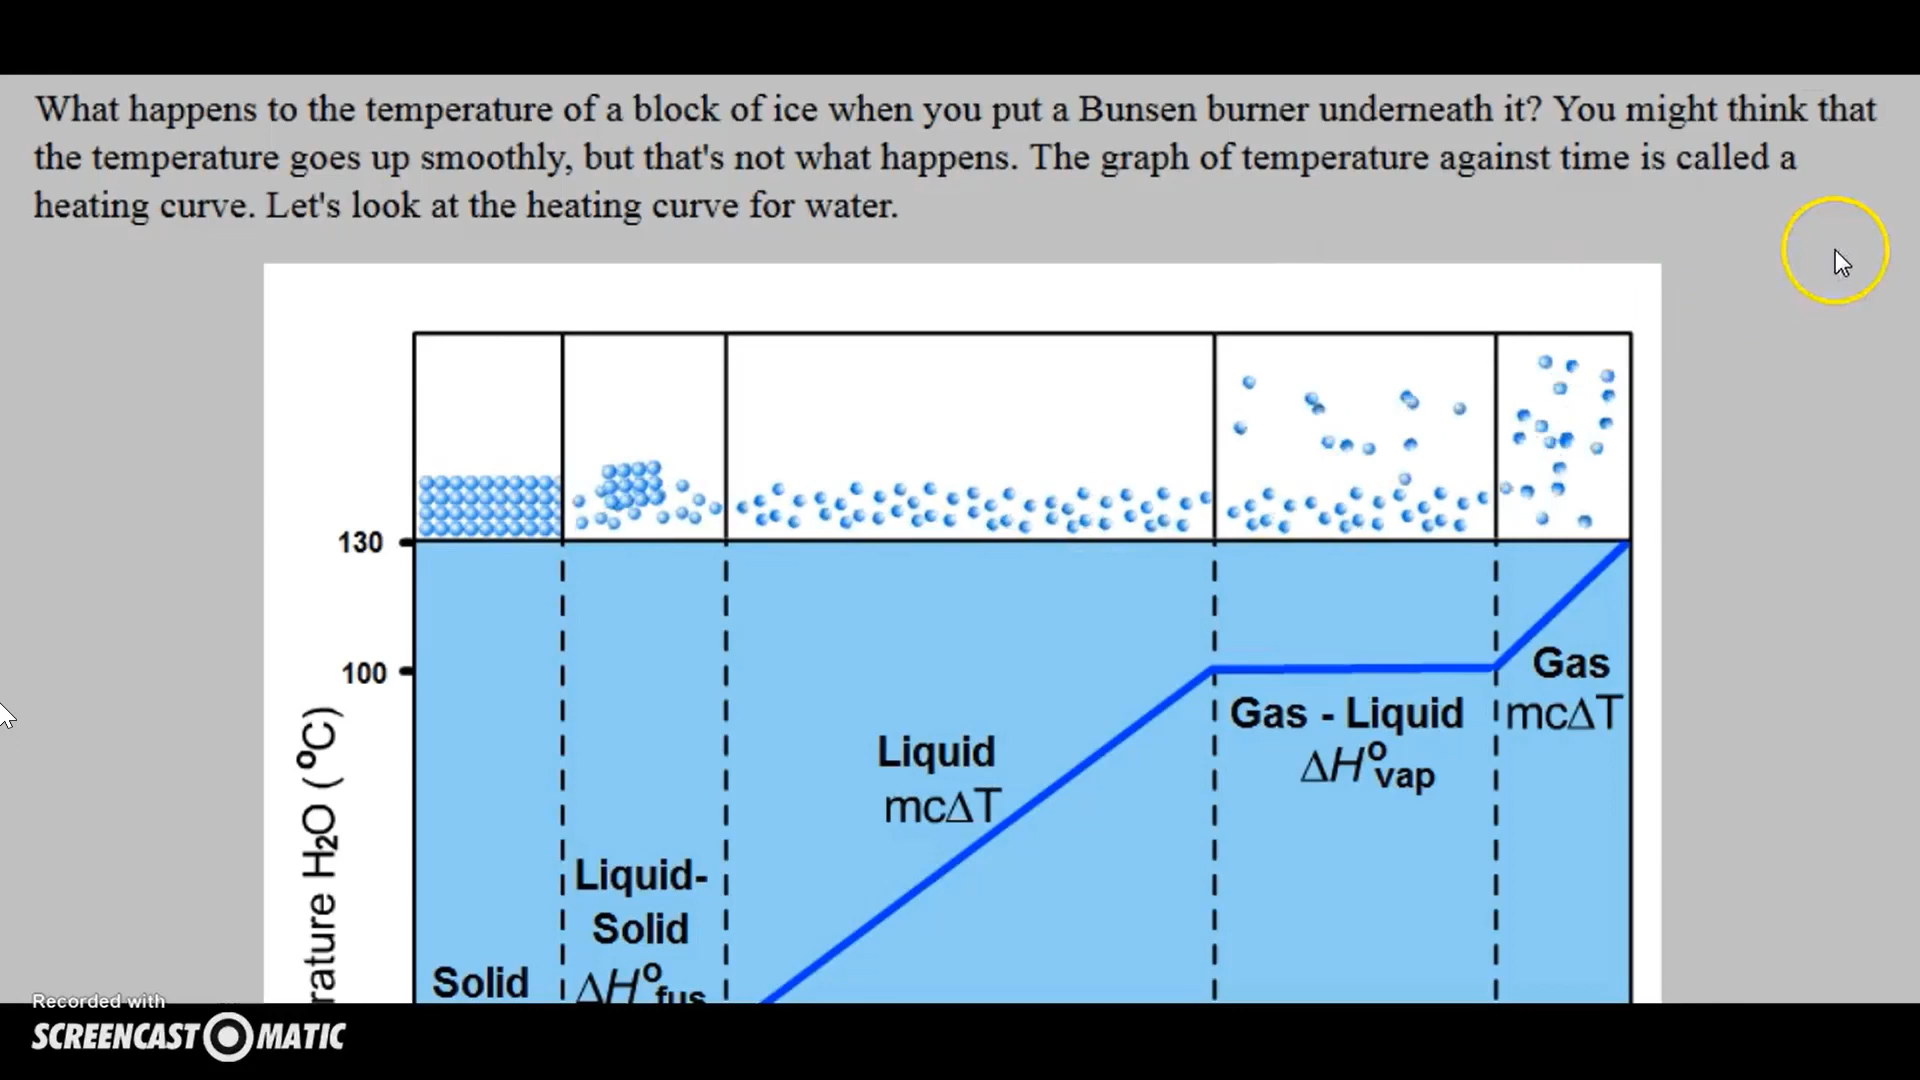 What happens to the temperature of a block of ice when you put a Bunsen burner underneath it? You might think that
the temperature goes up smoothly, but that's not what happens. The graph of temperature against time is called a
heating curve. Let's look at the heating curve for water.
130
100
rature H₂O (°C)
Gas
mcΔT
Gas - Liquid
ΔH°vap
Liquid
mcΔT
Liquid-
Solid
ΔH°fus
Solid
Recorded with
SCREENCAST MATIC